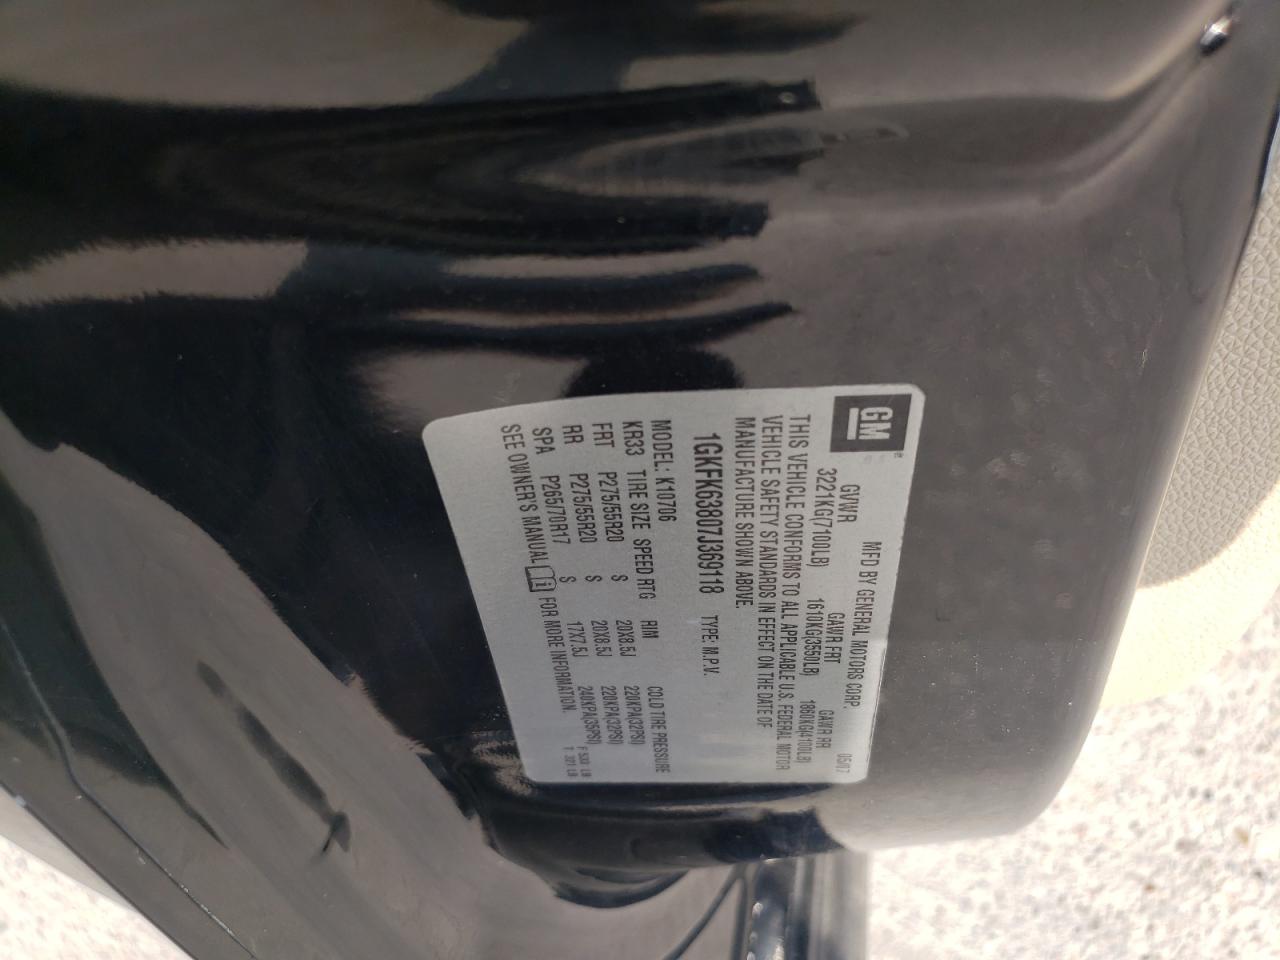 GM
MFD BY GENERAL MOTORS CORP. 05/07
GVWR GAWR FRT GAWR RR
3221KG(7100LB) 1610KG(3550LB) 1860KG(4100LB)
THIS VEHICLE CONFORMS TO ALL APPLICABLE U.S. FEDERAL MOTOR
VEHICLE SAFETY STANDARDS IN EFFECT ON THE DATE OF
MANUFACTURE SHOWN ABOVE.
1GKFK63807J369118 TYPE: M.P.V.
MODEL: K10706
KR33 TIRE SIZE SPEED RTG RIM COLD TIRE PRESSURE
FRT P275/55R20 S 20X8.5J 220KPA(32PSI)
RR P275/55R20 S 20X8.5J 220KPA(32PSI)
SPA P265/70R17 S 17X7.5J 240KPA(35PSI)
SEE OWNER'S MANUAL FOR MORE INFORMATION.